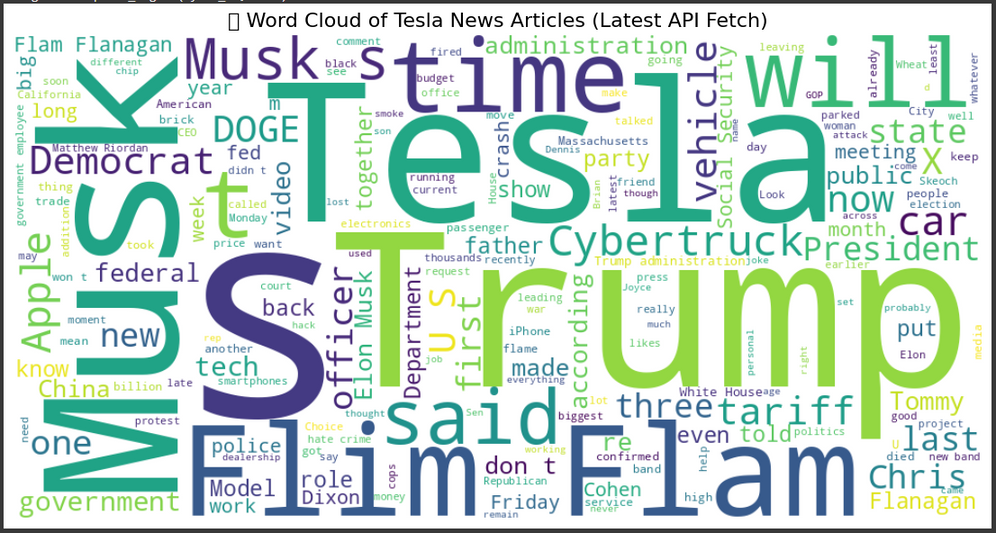 Word Cloud of Tesla News Articles (Latest API Fetch)
Flam Flanagan
big
soon
different
chip
California
long
Musk s
year
American
brick
CEO
DOGE
m
comment
black
see
time
fired
budget
office
administration
going
make
move
smoke
son
vehicle
Social Security
leaving
will
GOP
already
Wheat
d
least
whatever
City
well
Tesla
Musk
government employee
Matthew Riordan
Democrat
fed
didn t
thing
trade
addition
took
t
week
called
Monday
price
want
video
together
lost
running
current
House
crash
show
Massachusetts
Dennis
talked
party
Brian
latest
friend
though
name
day
Look
parked
woman
attack
state
meeting
X
come
keep
public
Skeoch
people
election
now
across
month
car
President
earlier
may
won t
Apple
federal
electronics
passenger
father
thousands
recently
request
Cybertruck
Trump administration
joke
used
S
court
back
hack
officer
Elon Musk
Department
U S
first
leading
war
iPhone
flame
according
press
Joyce
really
much
likes
Trump
set
probably
put
Elon
media
moment
mean
new
another
rep
tech
smartphones
know
China
billion
late
job
made
everything
personal
right
White House
age
need
one
protest
thought
Choice
hate crime
got
say
said
Sen
biggest
lot
three
tariff
Tommy
good
project
u
last
even
told
politics
died
new band
police
dealership
Flim Flam
cops
money
working
don t
Republican
re
confirmed
band
help
high
Chris
came
government
Model
work
role
Dixon
Friday
remain
Cohen
service
never
Flanagan